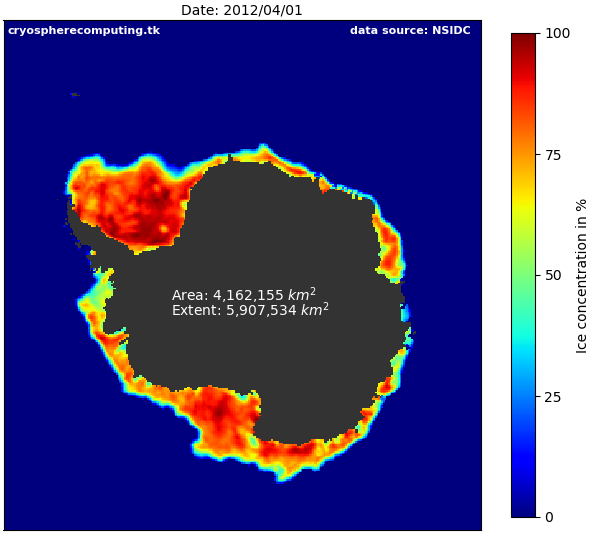 Date: 2012/04/01
cryospherecomputing.tk
data source: NSIDC
Area: 4,162,155 km²
Extent: 5,907,534 km²
100
75
50
25
0
Ice concentration in %